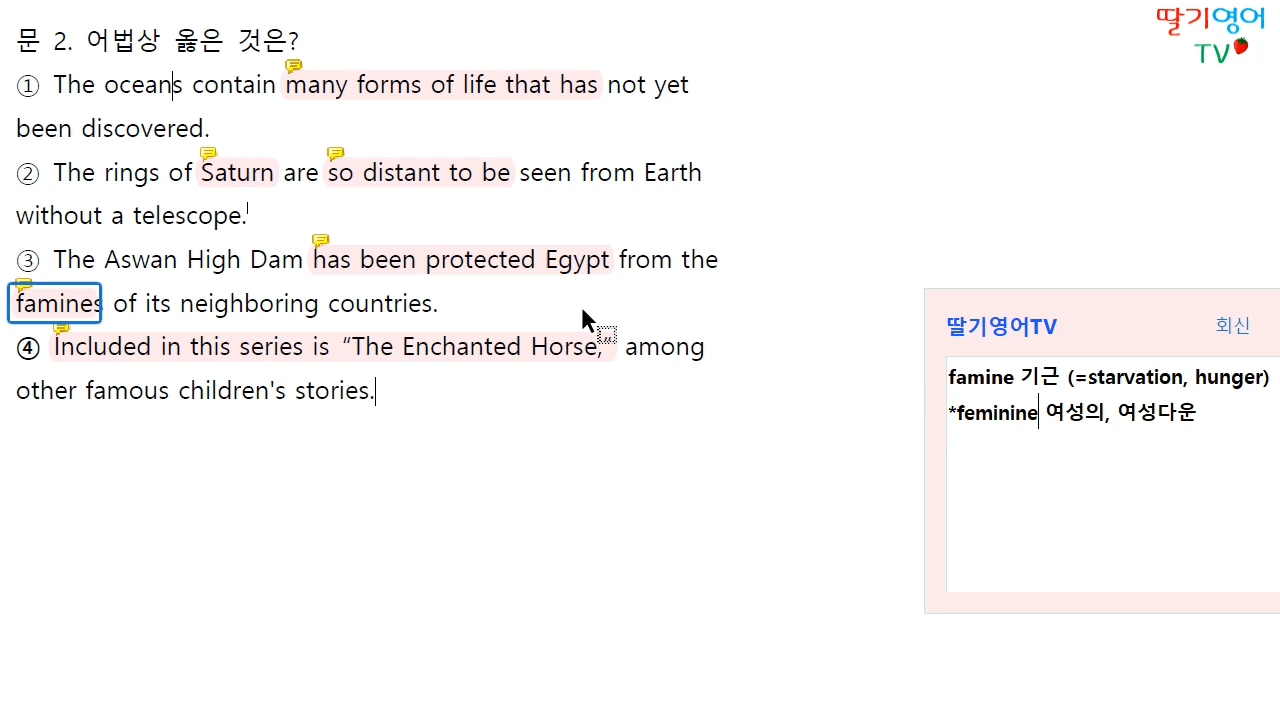 딸기영어
TV
문 2. 어법상 옳은 것은?
① The oceans contain many forms of life that has not yet
been discovered.
② The rings of Saturn are so distant to be seen from Earth
without a telescope.
③ The Aswan High Dam has been protected Egypt from the
famines of its neighboring countries.
④ Included in this series is “The Enchanted Horse,” among
other famous children's stories.
딸기영어TV 회신
famine 기근 (=starvation, hunger)
*feminine 여성의, 여성다운